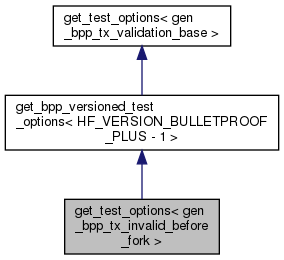 get_test_options< gen
_bpp_tx_validation_base >
get_bpp_versioned_test
_options< HF_VERSION_BULLETPROOF
_PLUS - 1 >
get_test_options< gen
_bpp_tx_invalid_before
_fork >